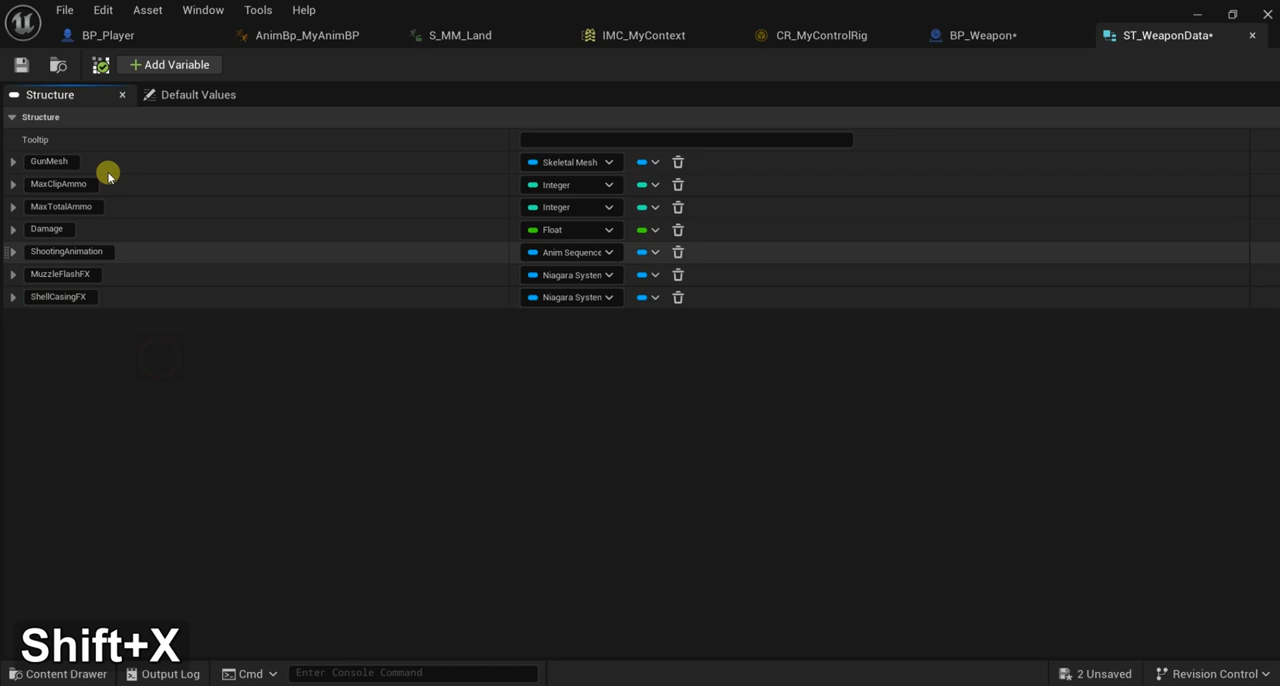 File Edit Asset Window Tools Help
BP_Player AnimBp_MyAnimBP S_MM_Land IMC_MyContext CR_MyControlRig BP_Weapon* ST_WeaponData*
Add Variable
Structure Default Values
Structure
Tooltip
GunMesh Skeletal Mesh
MaxClipAmmo Integer
MaxTotalAmmo Integer
Damage Float
ShootingAnimation Anim Sequence
MuzzleFlashFX Niagara System
ShellCasingFX Niagara System
Shift+X
Content Drawer Output Log Cmd Enter Console Command 2 Unsaved Revision Control